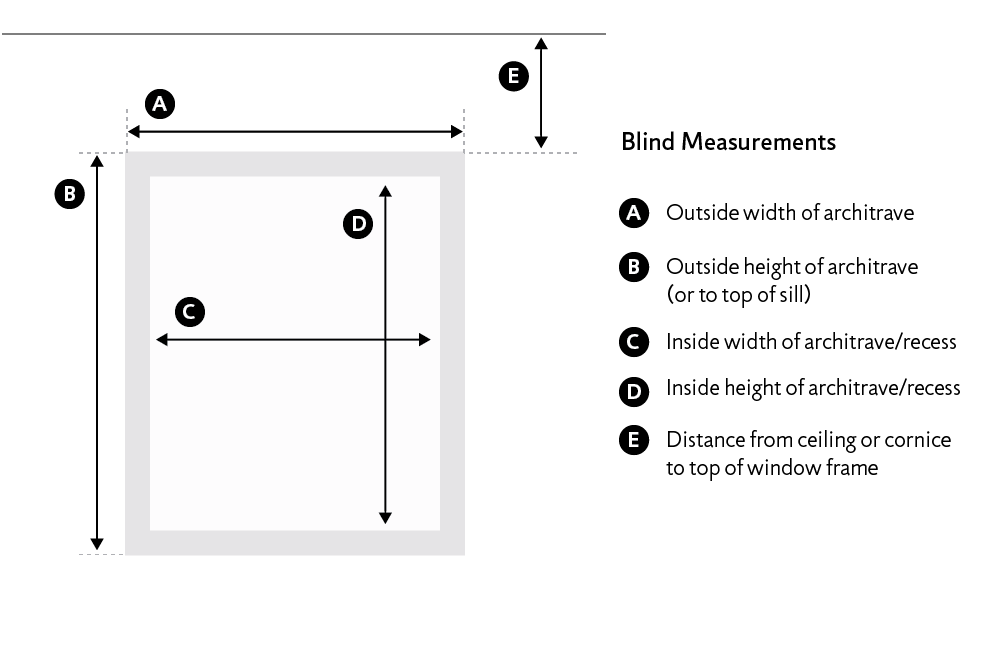 E
A
B
D
C
Blind Measurements
A Outside width of architrave
B Outside height of architrave
(or to top of sill)
C Inside width of architrave/recess
D Inside height of architrave/recess
E Distance from ceiling or cornice
to top of window frame